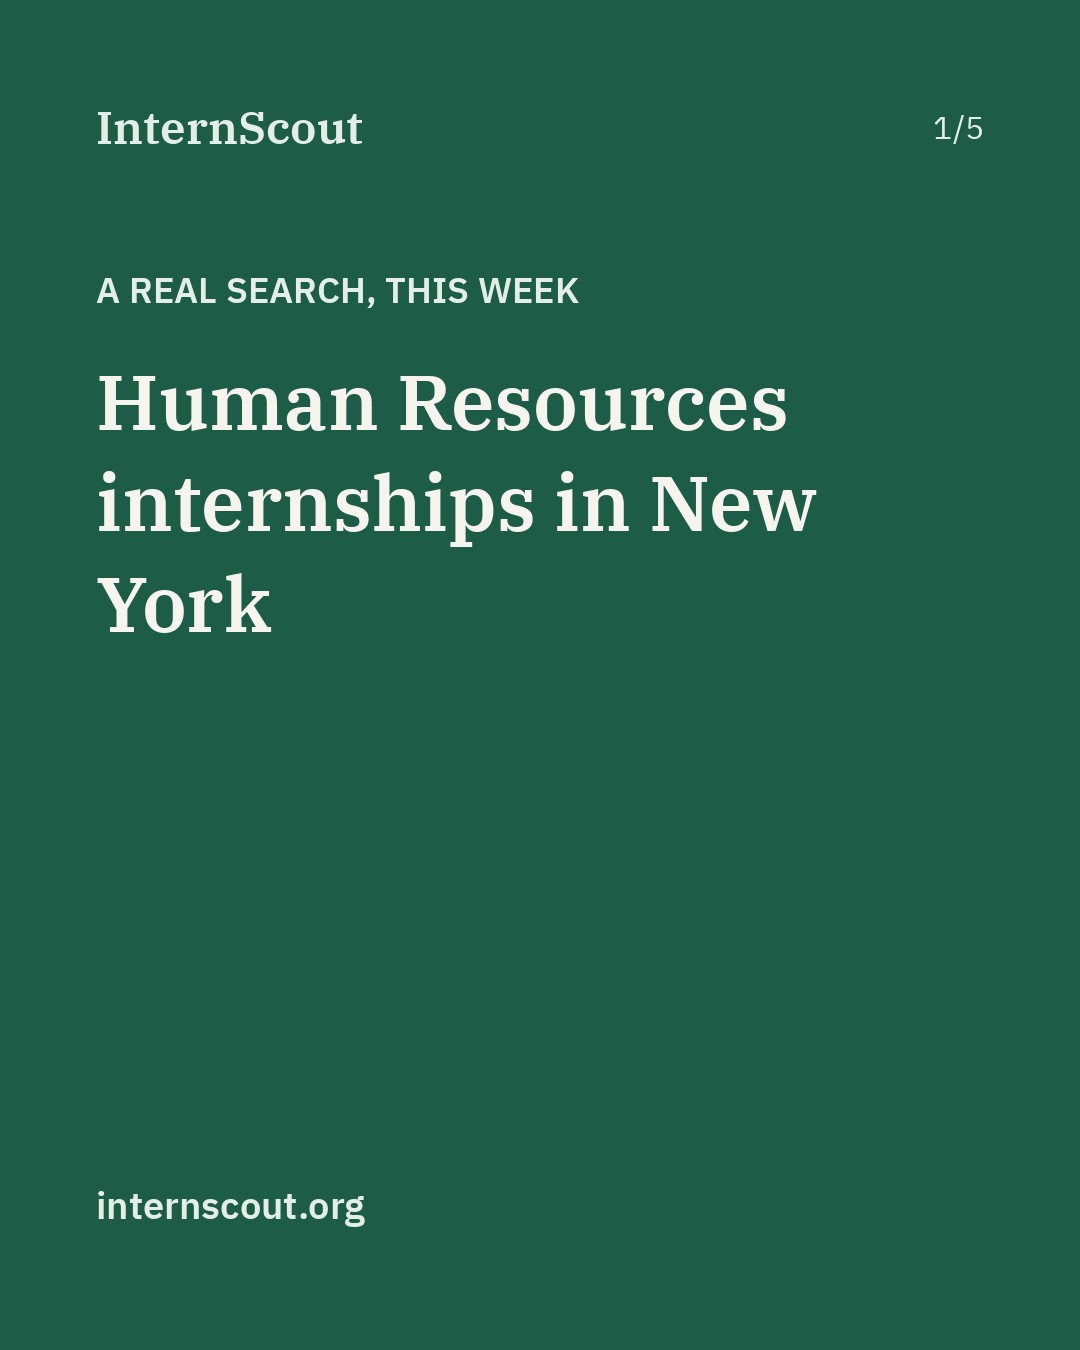 InternScout
1/5
A REAL SEARCH, THIS WEEK
Human Resources
internships in New
York
internscout.org